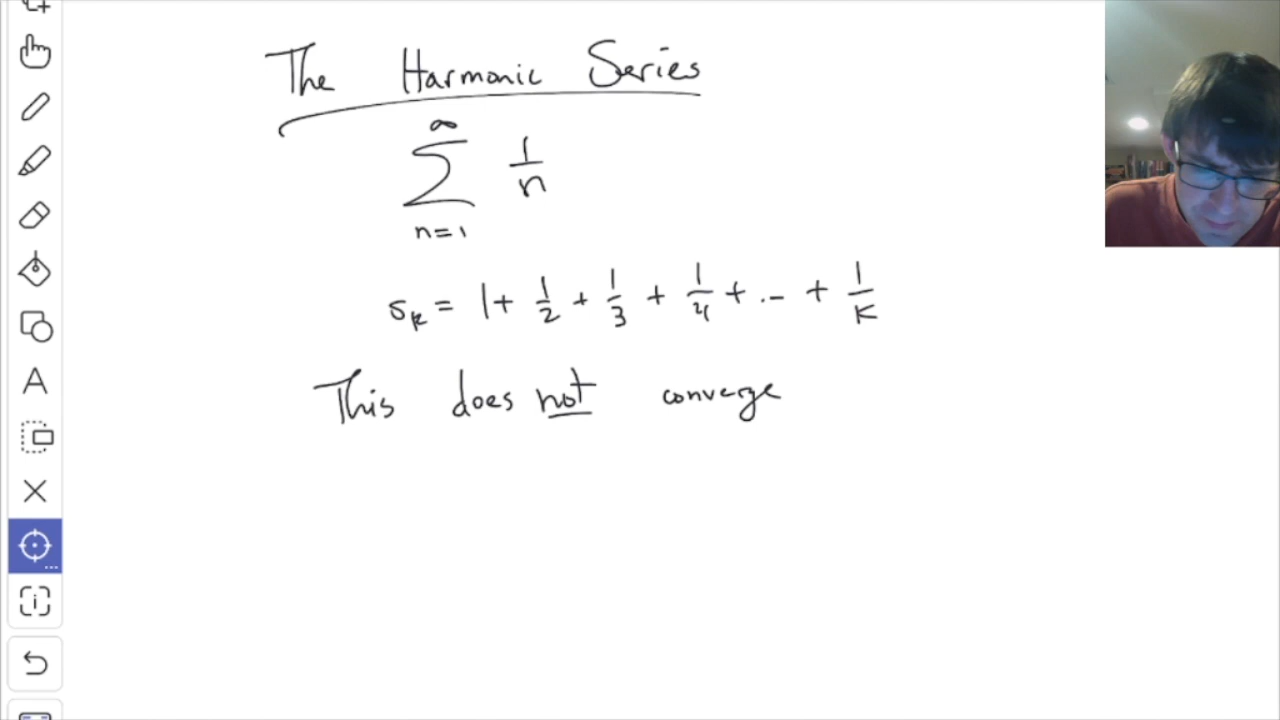 The Harmonic Series
∞
∑ 1/n
n=1
s_k = 1 + 1/2 + 1/3 + 1/4 + ... + 1/k
This does not converge
A